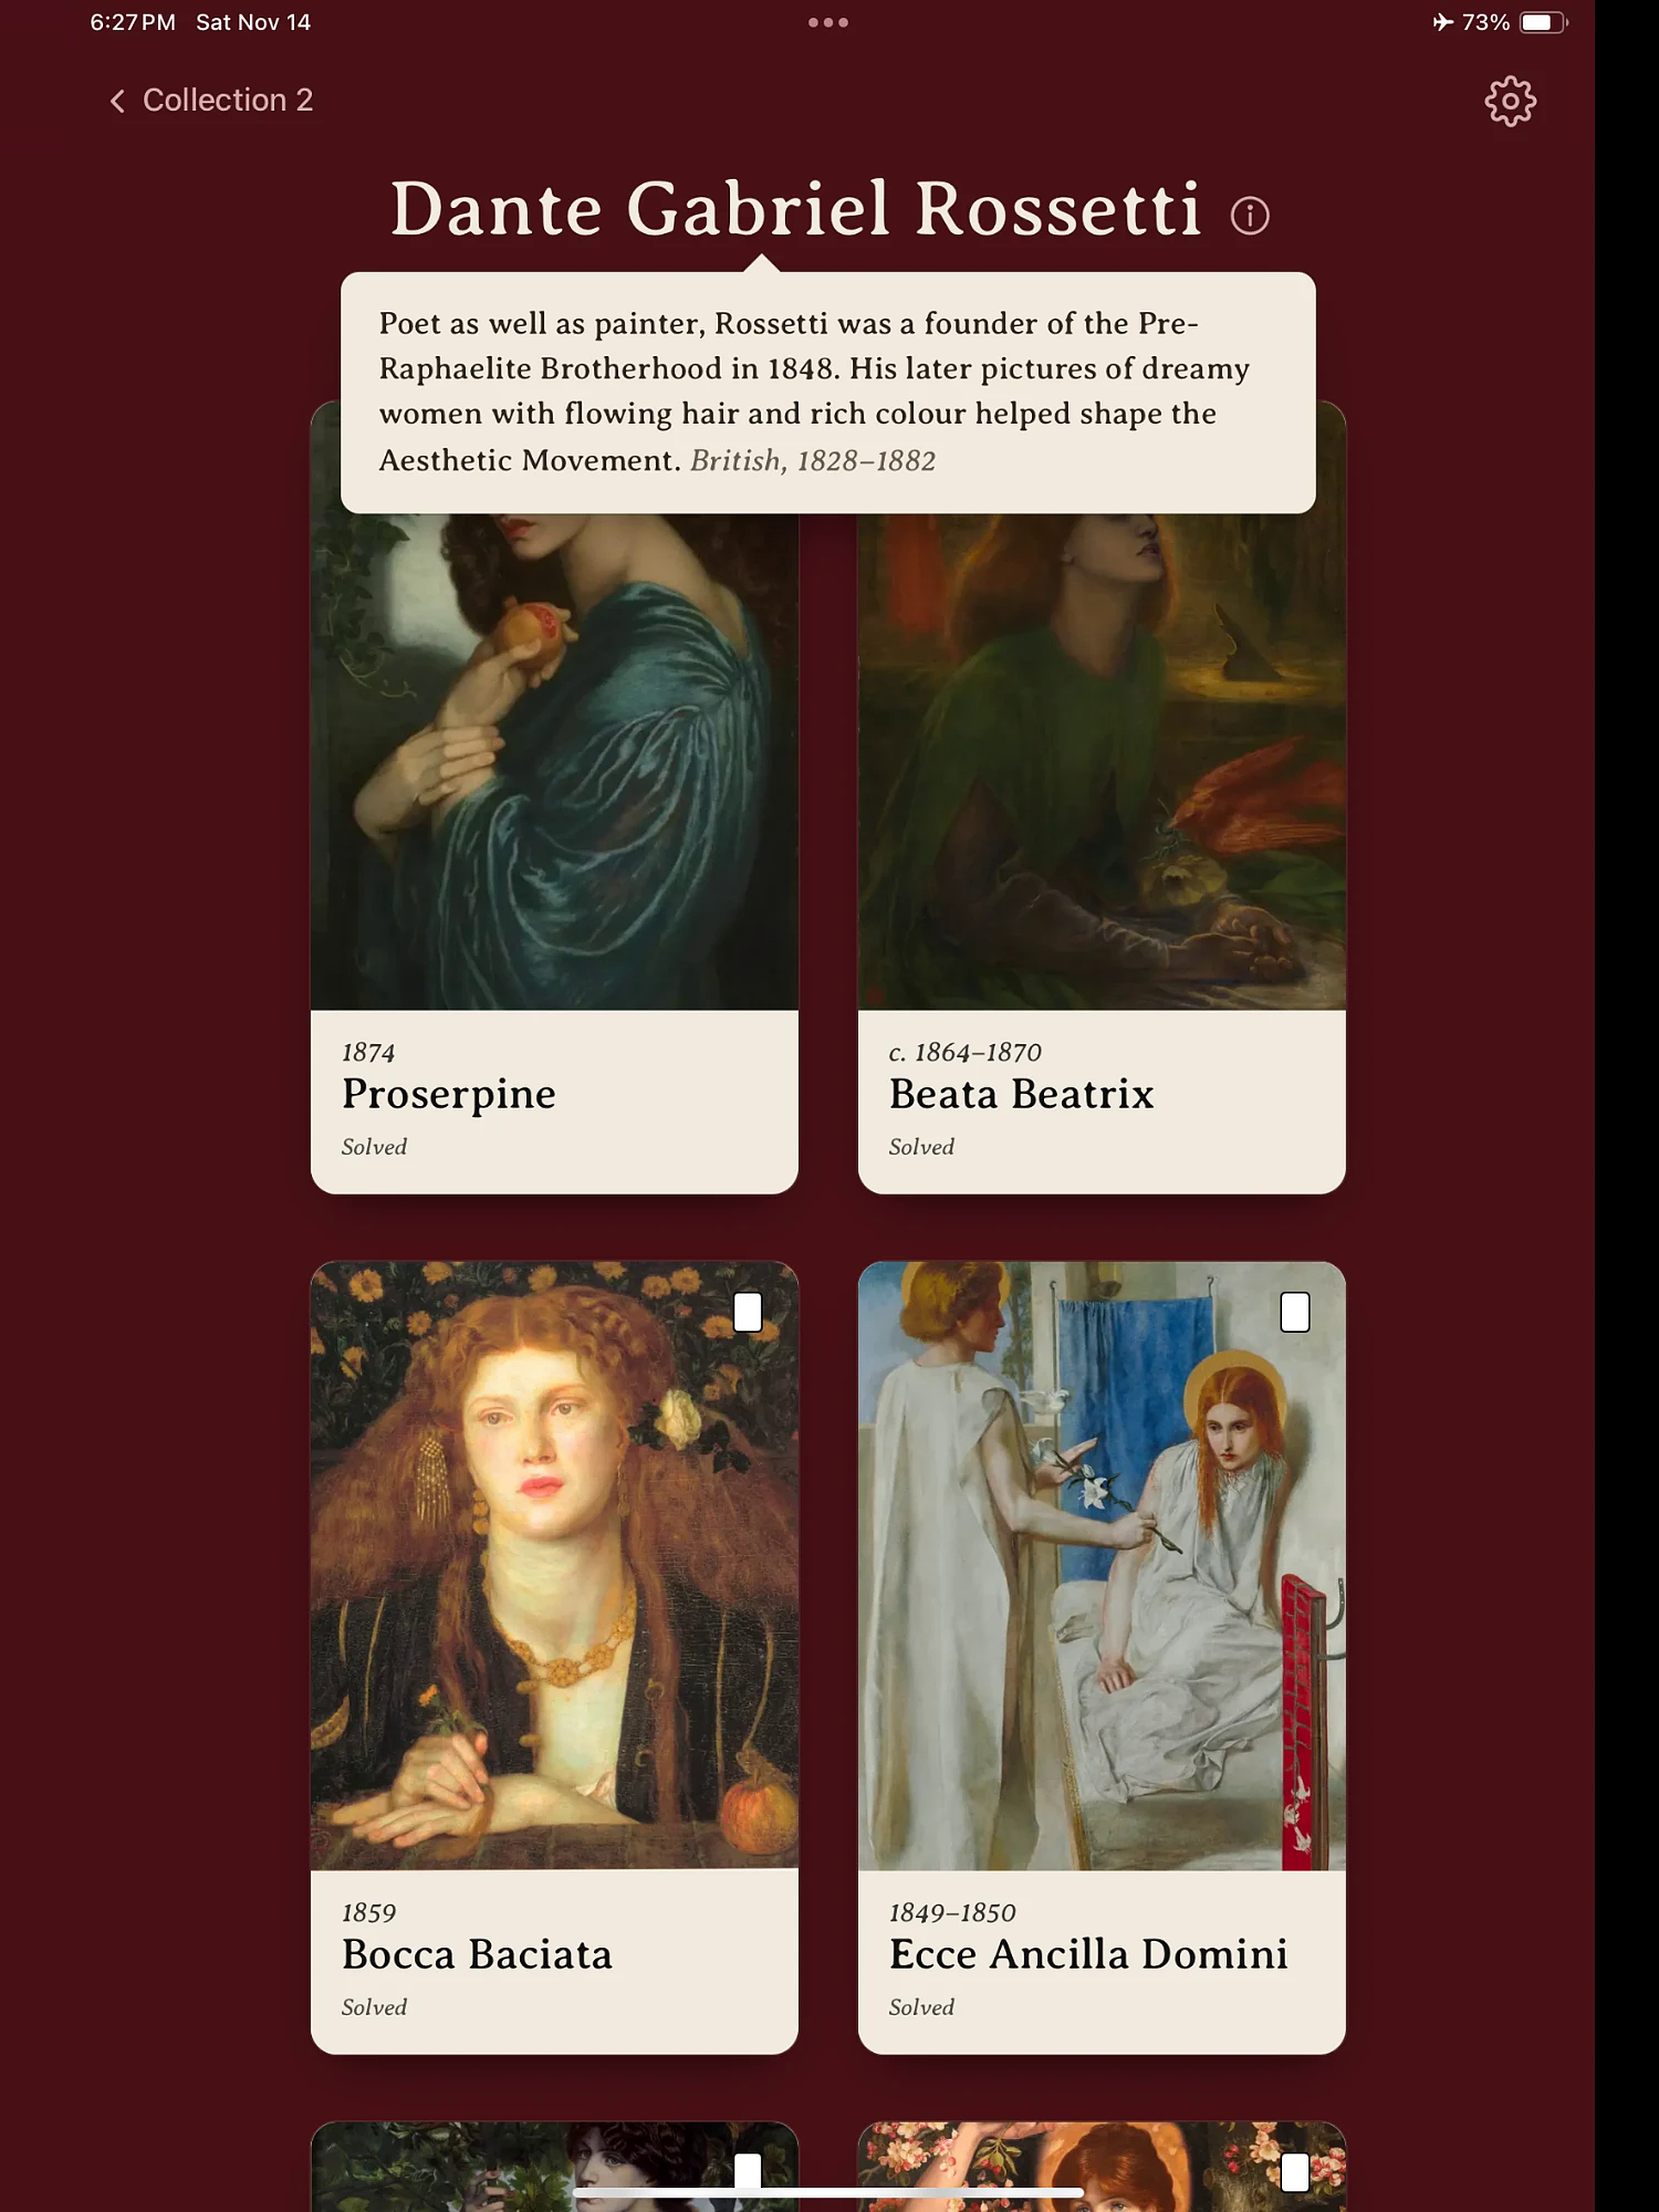 6:27 PM Sat Nov 14
73%
Collection 2
Dante Gabriel Rossetti
Poet as well as painter, Rossetti was a founder of the Pre-
Raphaelite Brotherhood in 1848. His later pictures of dreamy
women with flowing hair and rich colour helped shape the
Aesthetic Movement. British, 1828–1882
1874
Proserpine
Solved
c. 1864–1870
Beata Beatrix
Solved
1859
Bocca Baciata
Solved
1849–1850
Ecce Ancilla Domini
Solved